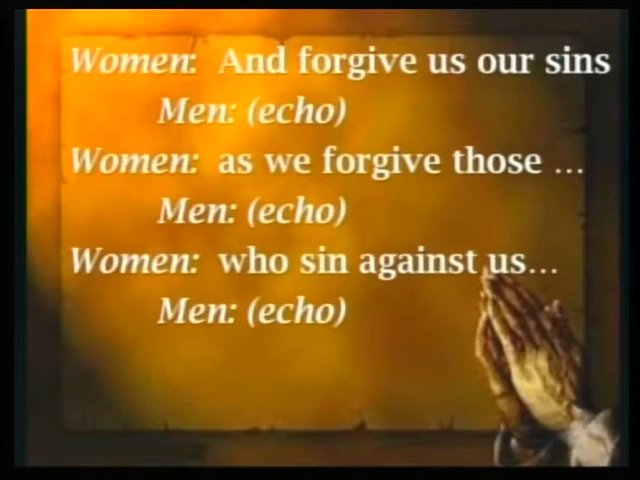 Women: And forgive us our sins
Men: (echo)
Women: as we forgive those ...
Men: (echo)
Women: who sin against us...
Men: (echo)